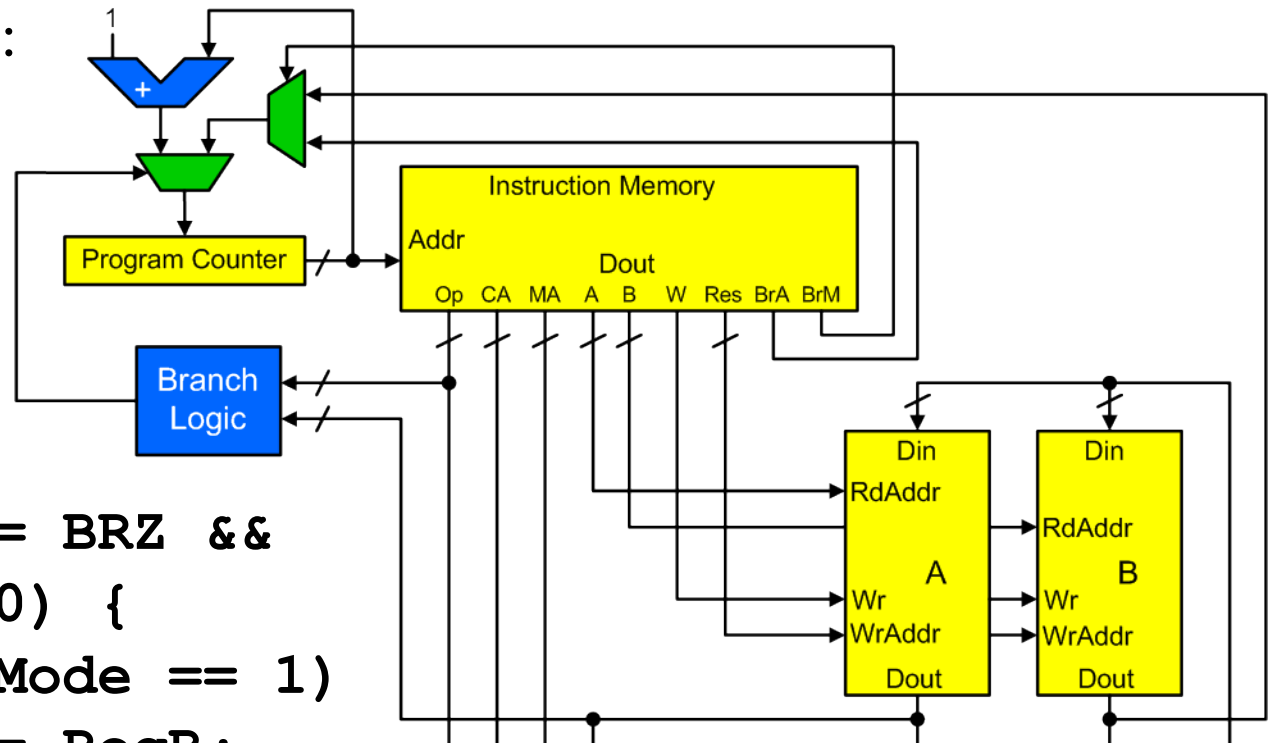 :
1
+
Instruction Memory
Addr
Program Counter
Dout
Op CA MA A B W Res BrA BrM
Branch
Logic
Din Din
RdAddr
= BRZ && RdAddr
A B
0) { Wr Wr
WrAddr WrAddr
Mode == 1) Dout Dout
= RegB;